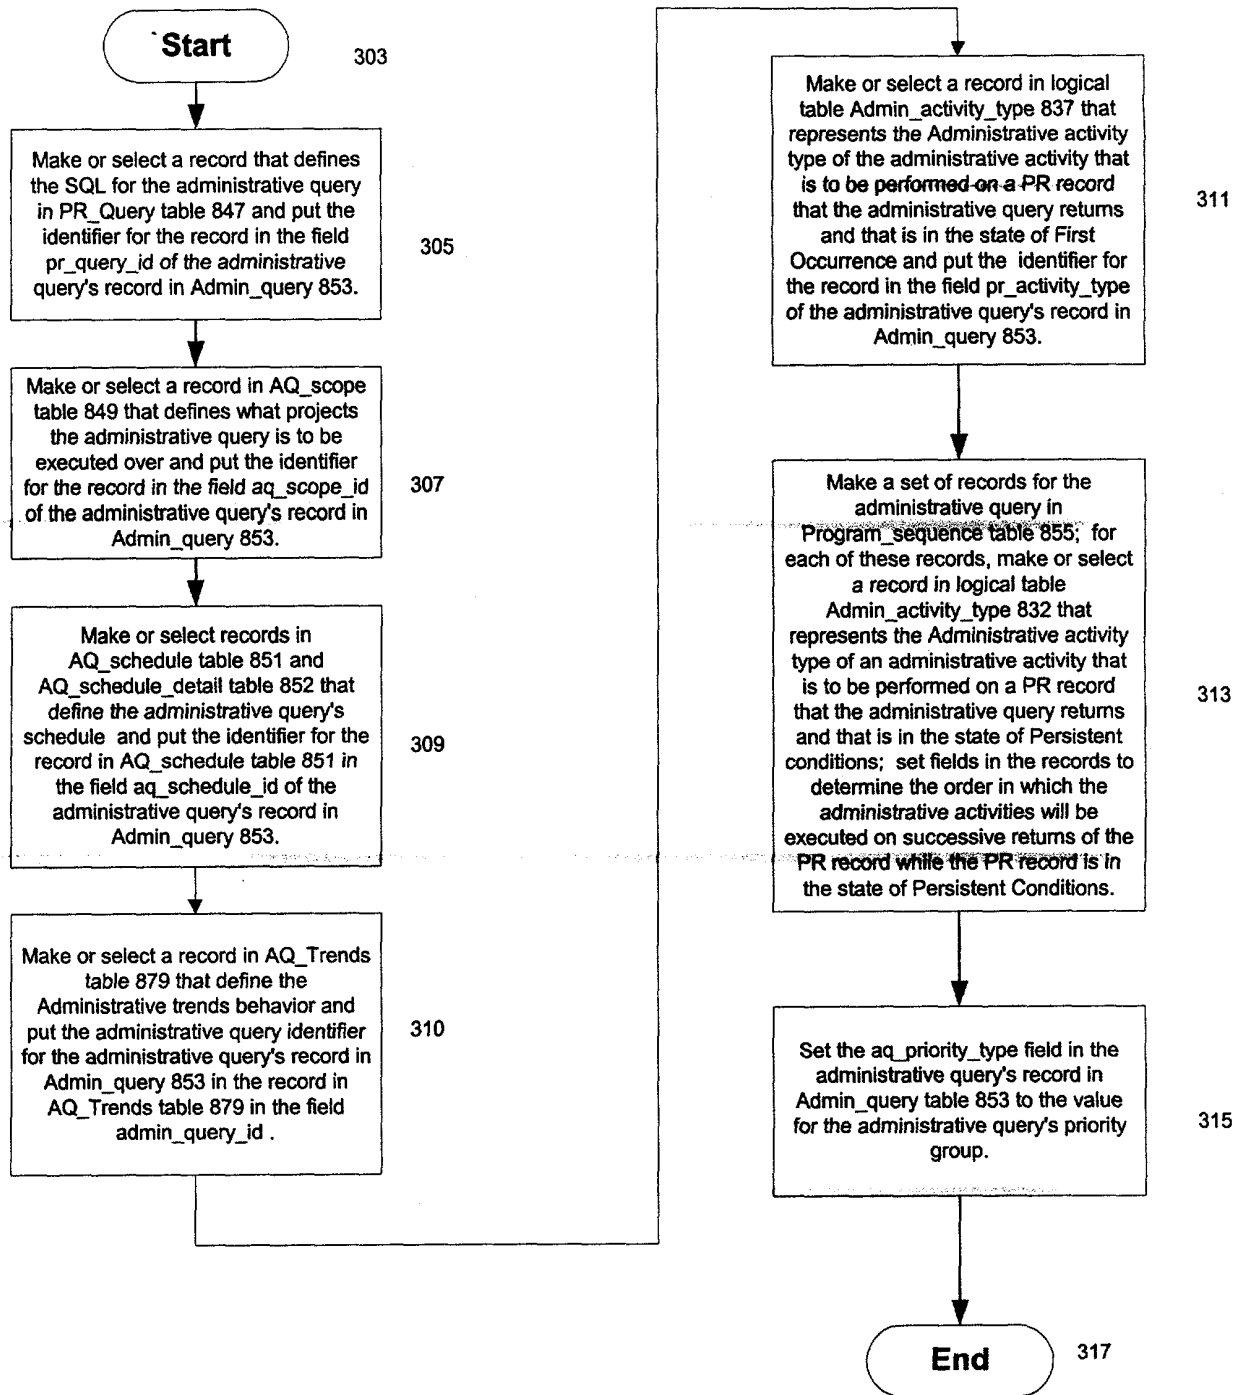 Start
303
Make or select a record that defines
the SQL for the administrative query
in PR_Query table 847 and put the
identifier for the record in the field
pr_query_id of the administrative
query's record in Admin_query 853.
305
Make or select a record in AQ_scope
table 849 that defines what projects
the administrative query is to be
executed over and put the identifier
for the record in the field aq_scope_id
of the administrative query's record in
Admin_query 853.
307
Make or select records in
AQ_schedule table 851 and
AQ_schedule_detail table 852 that
define the administrative query's
schedule and put the identifier for the
record in AQ_schedule table 851 in
the field aq_schedule_id of the
administrative query's record in
Admin_query 853.
309
Make or select a record in AQ_Trends
table 879 that define the
Administrative trends behavior and
put the administrative query identifier
for the administrative query's record in
Admin_query 853 in the record in
AQ_Trends table 879 in the field
admin_query_id .
310
Make or select a record in logical
table Admin_activity_type 837 that
represents the Administrative activity
type of the administrative activity that
is to be performed on a PR record
that the administrative query returns
and that is in the state of First
Occurrence and put the identifier for
the record in the field pr_activity_type
of the administrative query's record in
Admin_query 853.
311
Make a set of records for the
administrative query in
Program_sequence table 855; for
each of these records, make or select
a record in logical table
Admin_activity_type 832 that
represents the Administrative activity
type of an administrative activity that
is to be performed on a PR record
that the administrative query returns
and that is in the state of Persistent
conditions; set fields in the records to
determine the order in which the
administrative activities will be
executed on successive returns of the
PR record while the PR record is in
the state of Persistent Conditions.
313
Set the aq_priority_type field in the
administrative query's record in
Admin_query table 853 to the value
for the administrative query's priority
group.
315
End
317